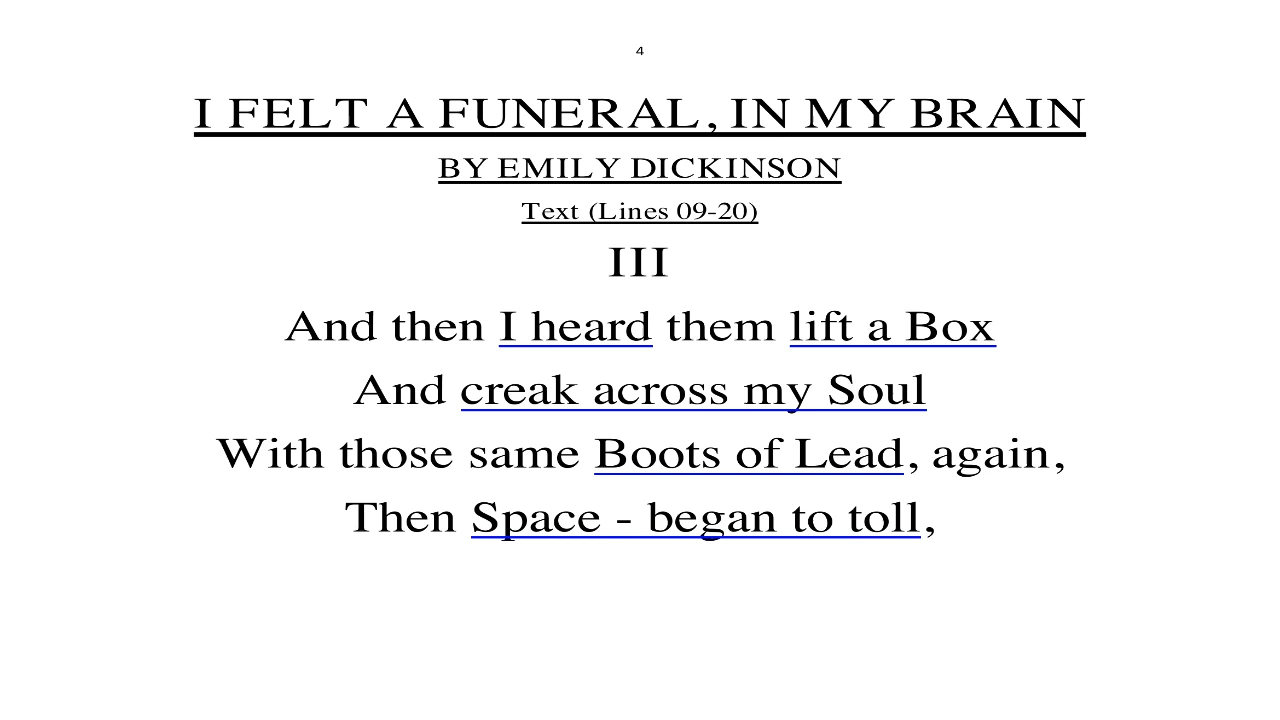 4
I FELT A FUNERAL, IN MY BRAIN
BY EMILY DICKINSON
Text (Lines 09-20)
III
And then I heard them lift a Box
And creak across my Soul
With those same Boots of Lead, again,
Then Space - began to toll,